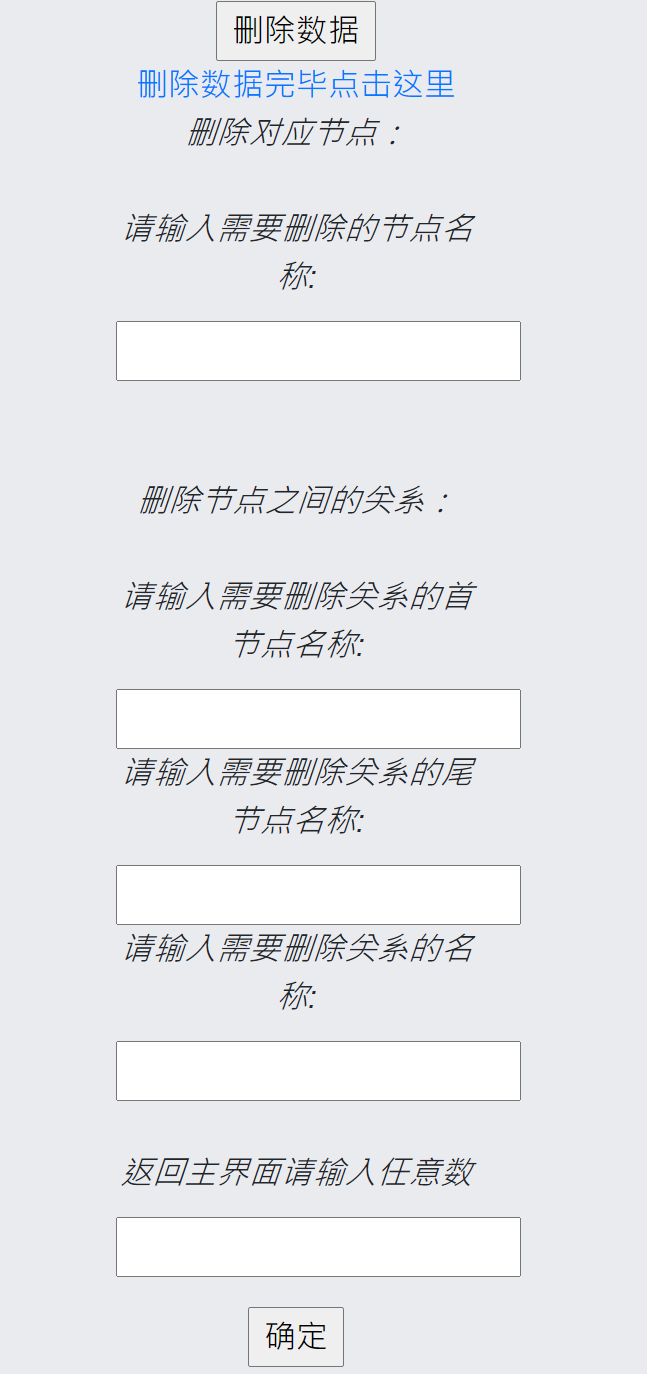 删除数据
删除数据完毕点击这里
删除对应节点：
请输入需要删除的节点名
称:
删除节点之间的关系：
请输入需要删除关系的首
节点名称:
请输入需要删除关系的尾
节点名称:
请输入需要删除关系的名
称:
返回主界面请输入任意数
确定